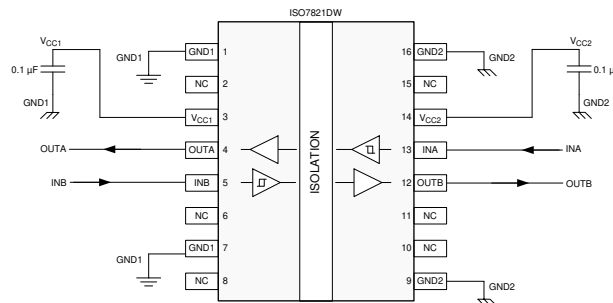 ISO7821DW
VCC1
0.1 µF
GND1
GND1
GND1 1
NC 2
VCC1 3
OUTA OUTA 4
INB INB 5
NC 6
GND1 GND1 7
NC 8
ISOLATION
16 GND2 GND2
15 NC
14 VCC2
13 INA INA
12 OUTB OUTB
11 NC
10 NC
9 GND2 GND2
VCC2
0.1 µ
GND2